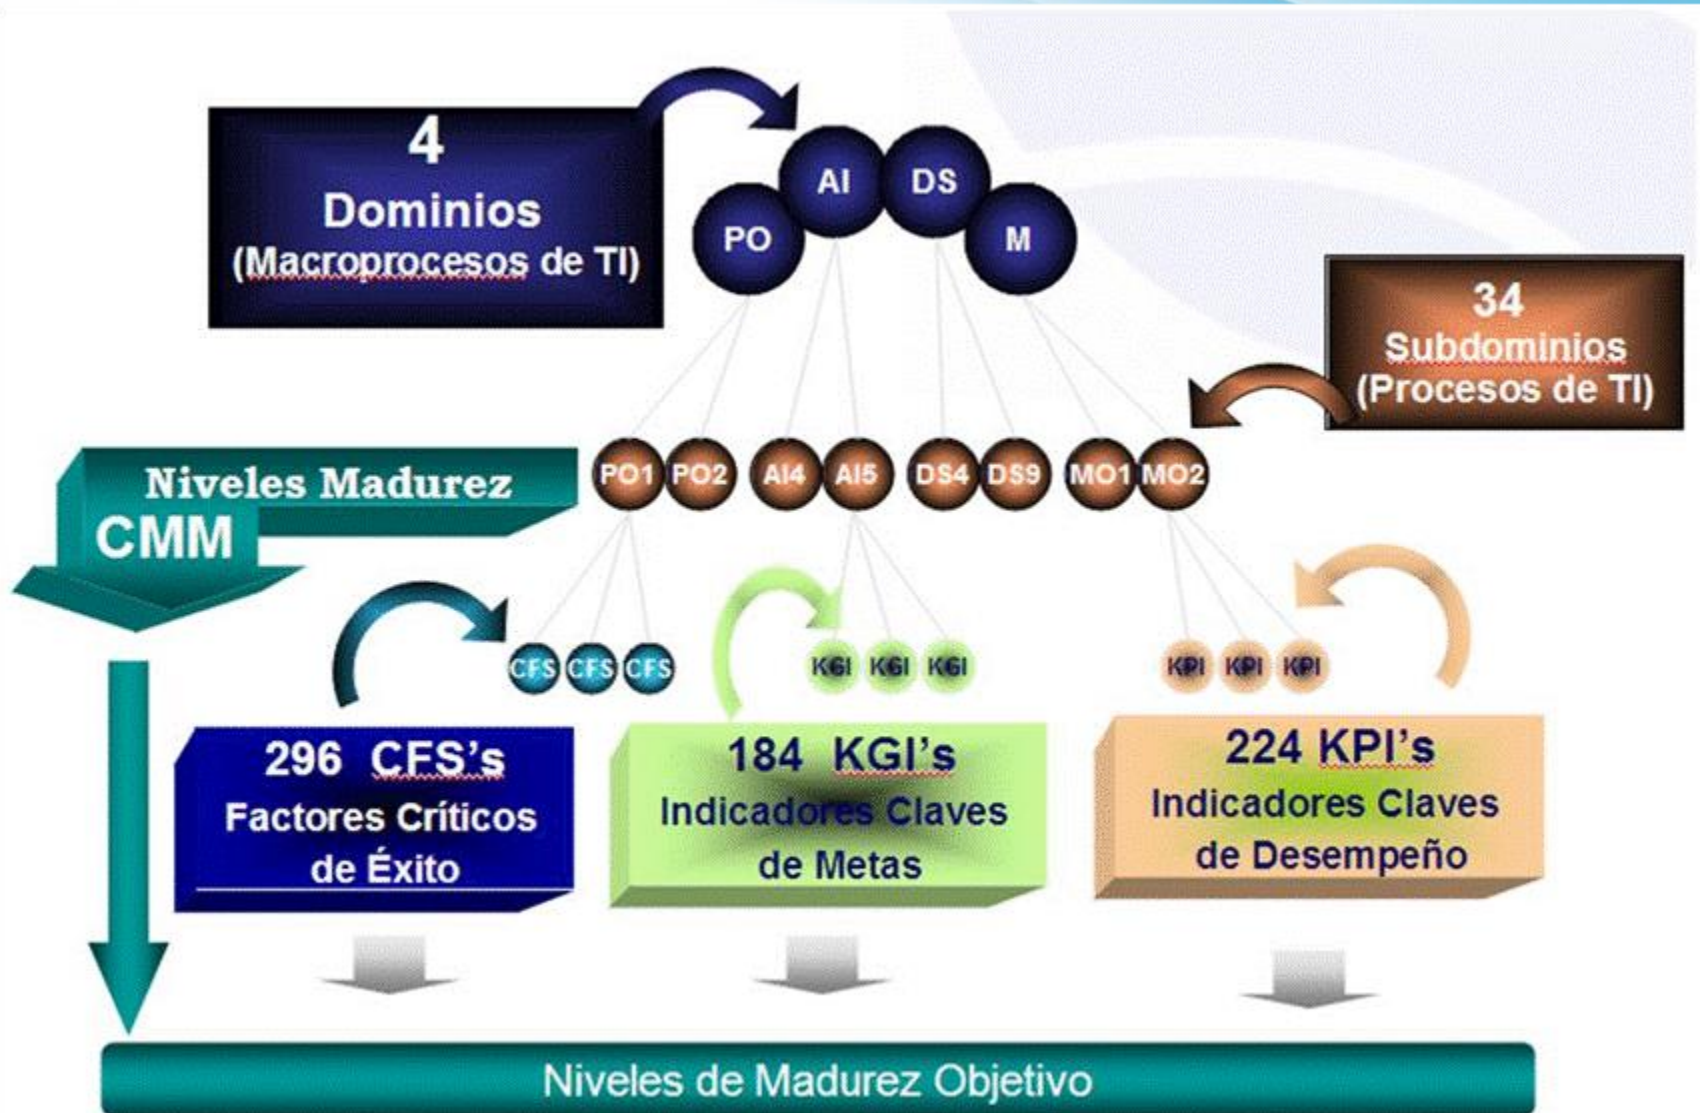 4
Dominios
(Macroprocesos de TI)
AI DS
PO M
34
Subdominios
(Procesos de TI)
Niveles Madurez
CMM
PO1 PO2 AI4 AI5 DS4 DS9 MO1 MO2
CFS CFS CFS KGI KGI KGI KPI KPI KPI
296 CFS's
Factores Críticos
de Éxito
184 KGI's
Indicadores Claves
de Metas
224 KPI's
Indicadores Claves
de Desempeño
Niveles de Madurez Objetivo